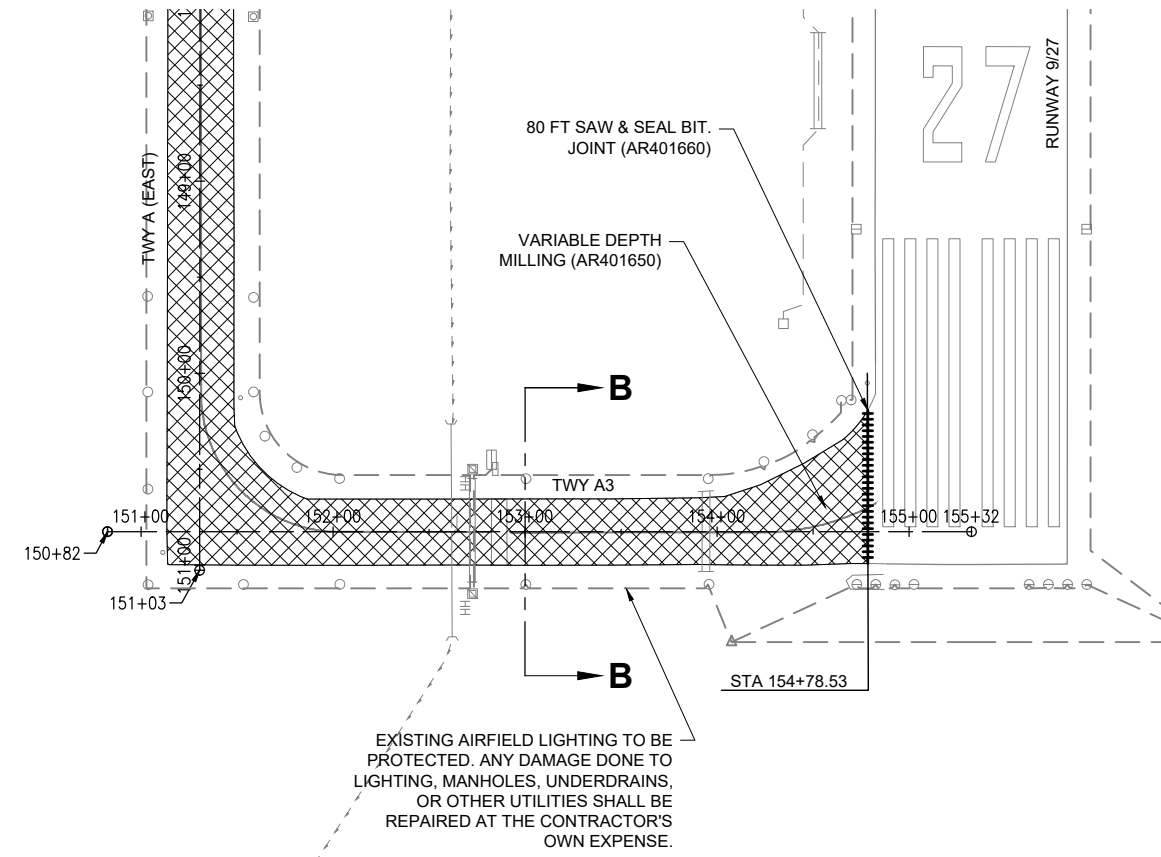 27
RUNWAY 9/27
80 FT SAW & SEAL BIT.
JOINT (AR401660)
TWY A (EAST)
149+00
VARIABLE DEPTH
MILLING (AR401650)
150+00
B
TWY A3
151+00
152+00
153+00
154+00
155+00
155+32
150+82
151+00
151+03
B
STA 154+78.53
EXISTING AIRFIELD LIGHTING TO BE
PROTECTED. ANY DAMAGE DONE TO
LIGHTING, MANHOLES, UNDERDRAINS,
OR OTHER UTILITIES SHALL BE
REPAIRED AT THE CONTRACTOR'S
OWN EXPENSE.